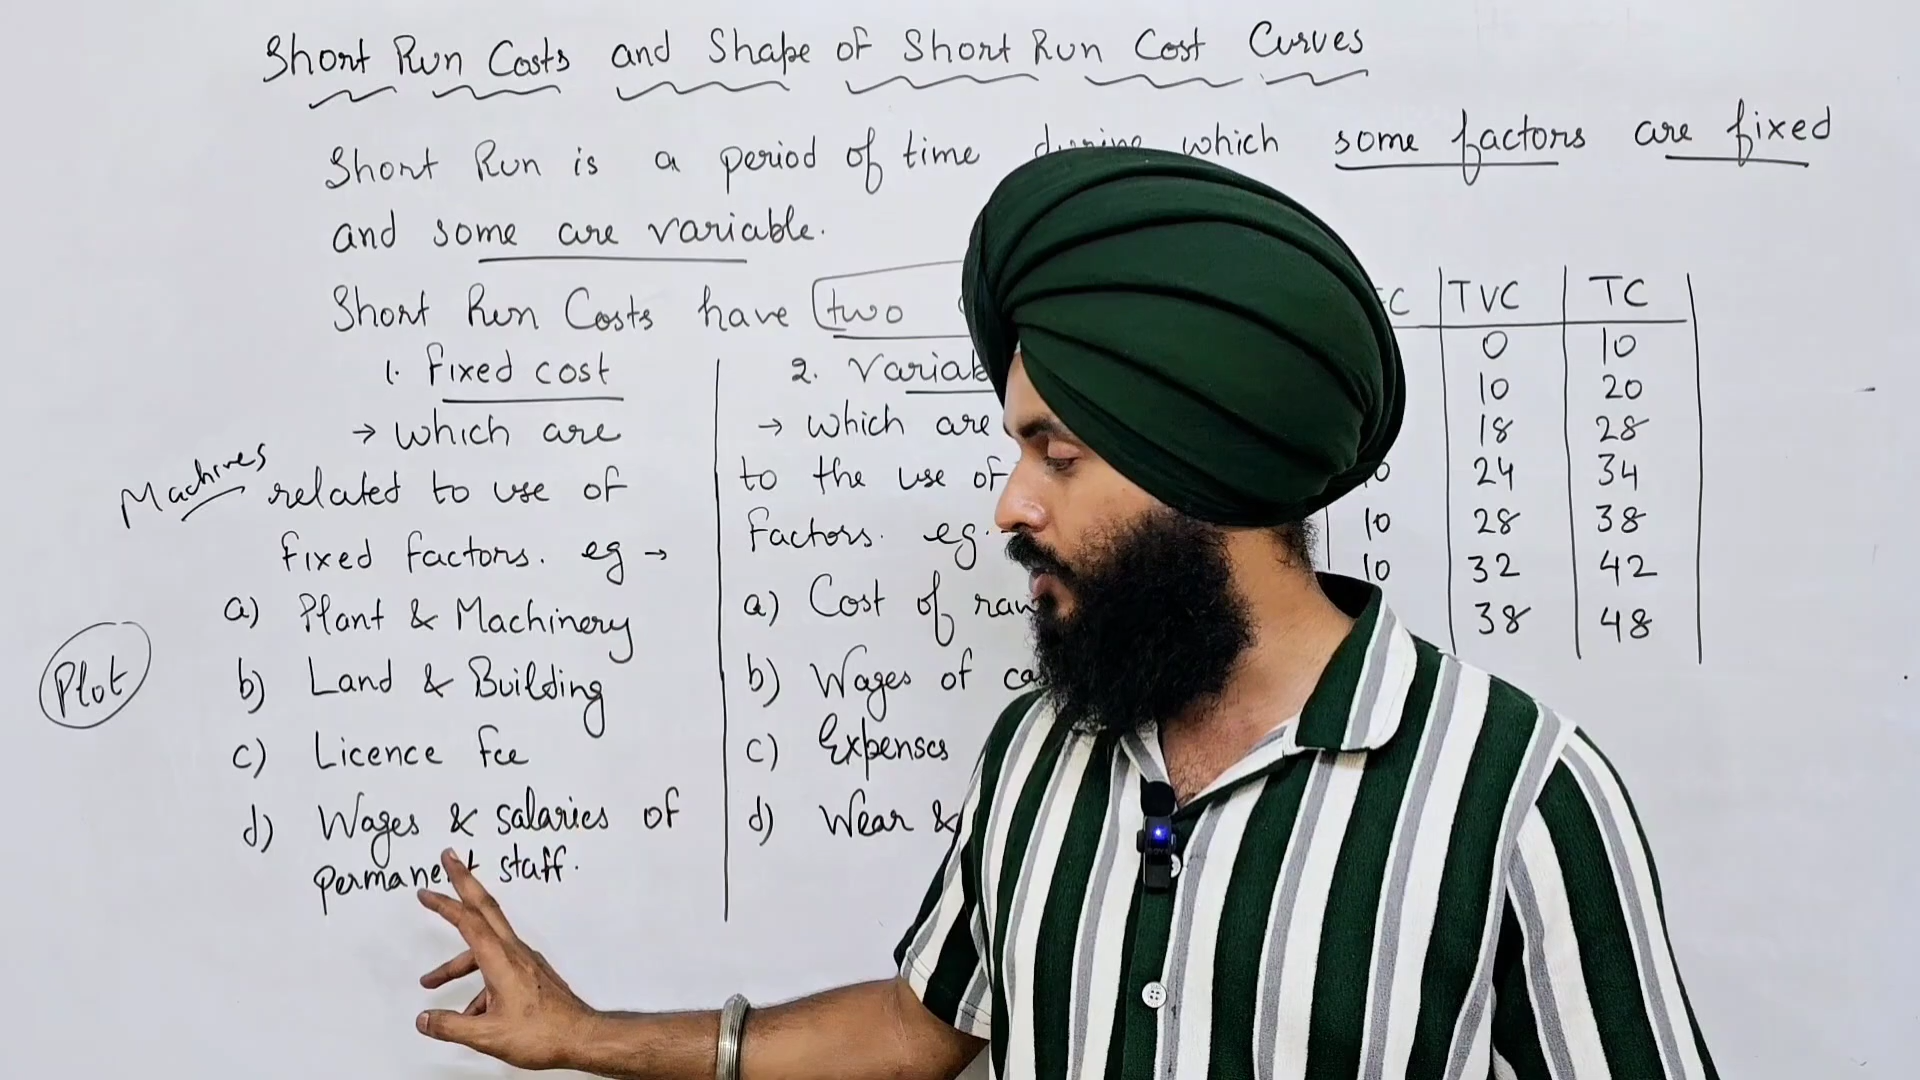 Short Run Costs and Shape of Short Run Cost Curves
Short Run is a period of time during which some factors are fixed
and some are variable.
Short Run Costs have two
1. Fixed cost
→ which are
Machines
related to use of
fixed factors. eg →
a) Plant & Machinery
b) Land & Building
Plot
c) Licence fee
d) Wages & salaries of
permanent staff.
2.
→ which are
to the use of
factors. eg.
a) Cost of
b) Wages of
c) Expenses
d) Wear &
TVC TC
0 10
10 20
18 28
24 34
10 28 38
10 32 42
38 48